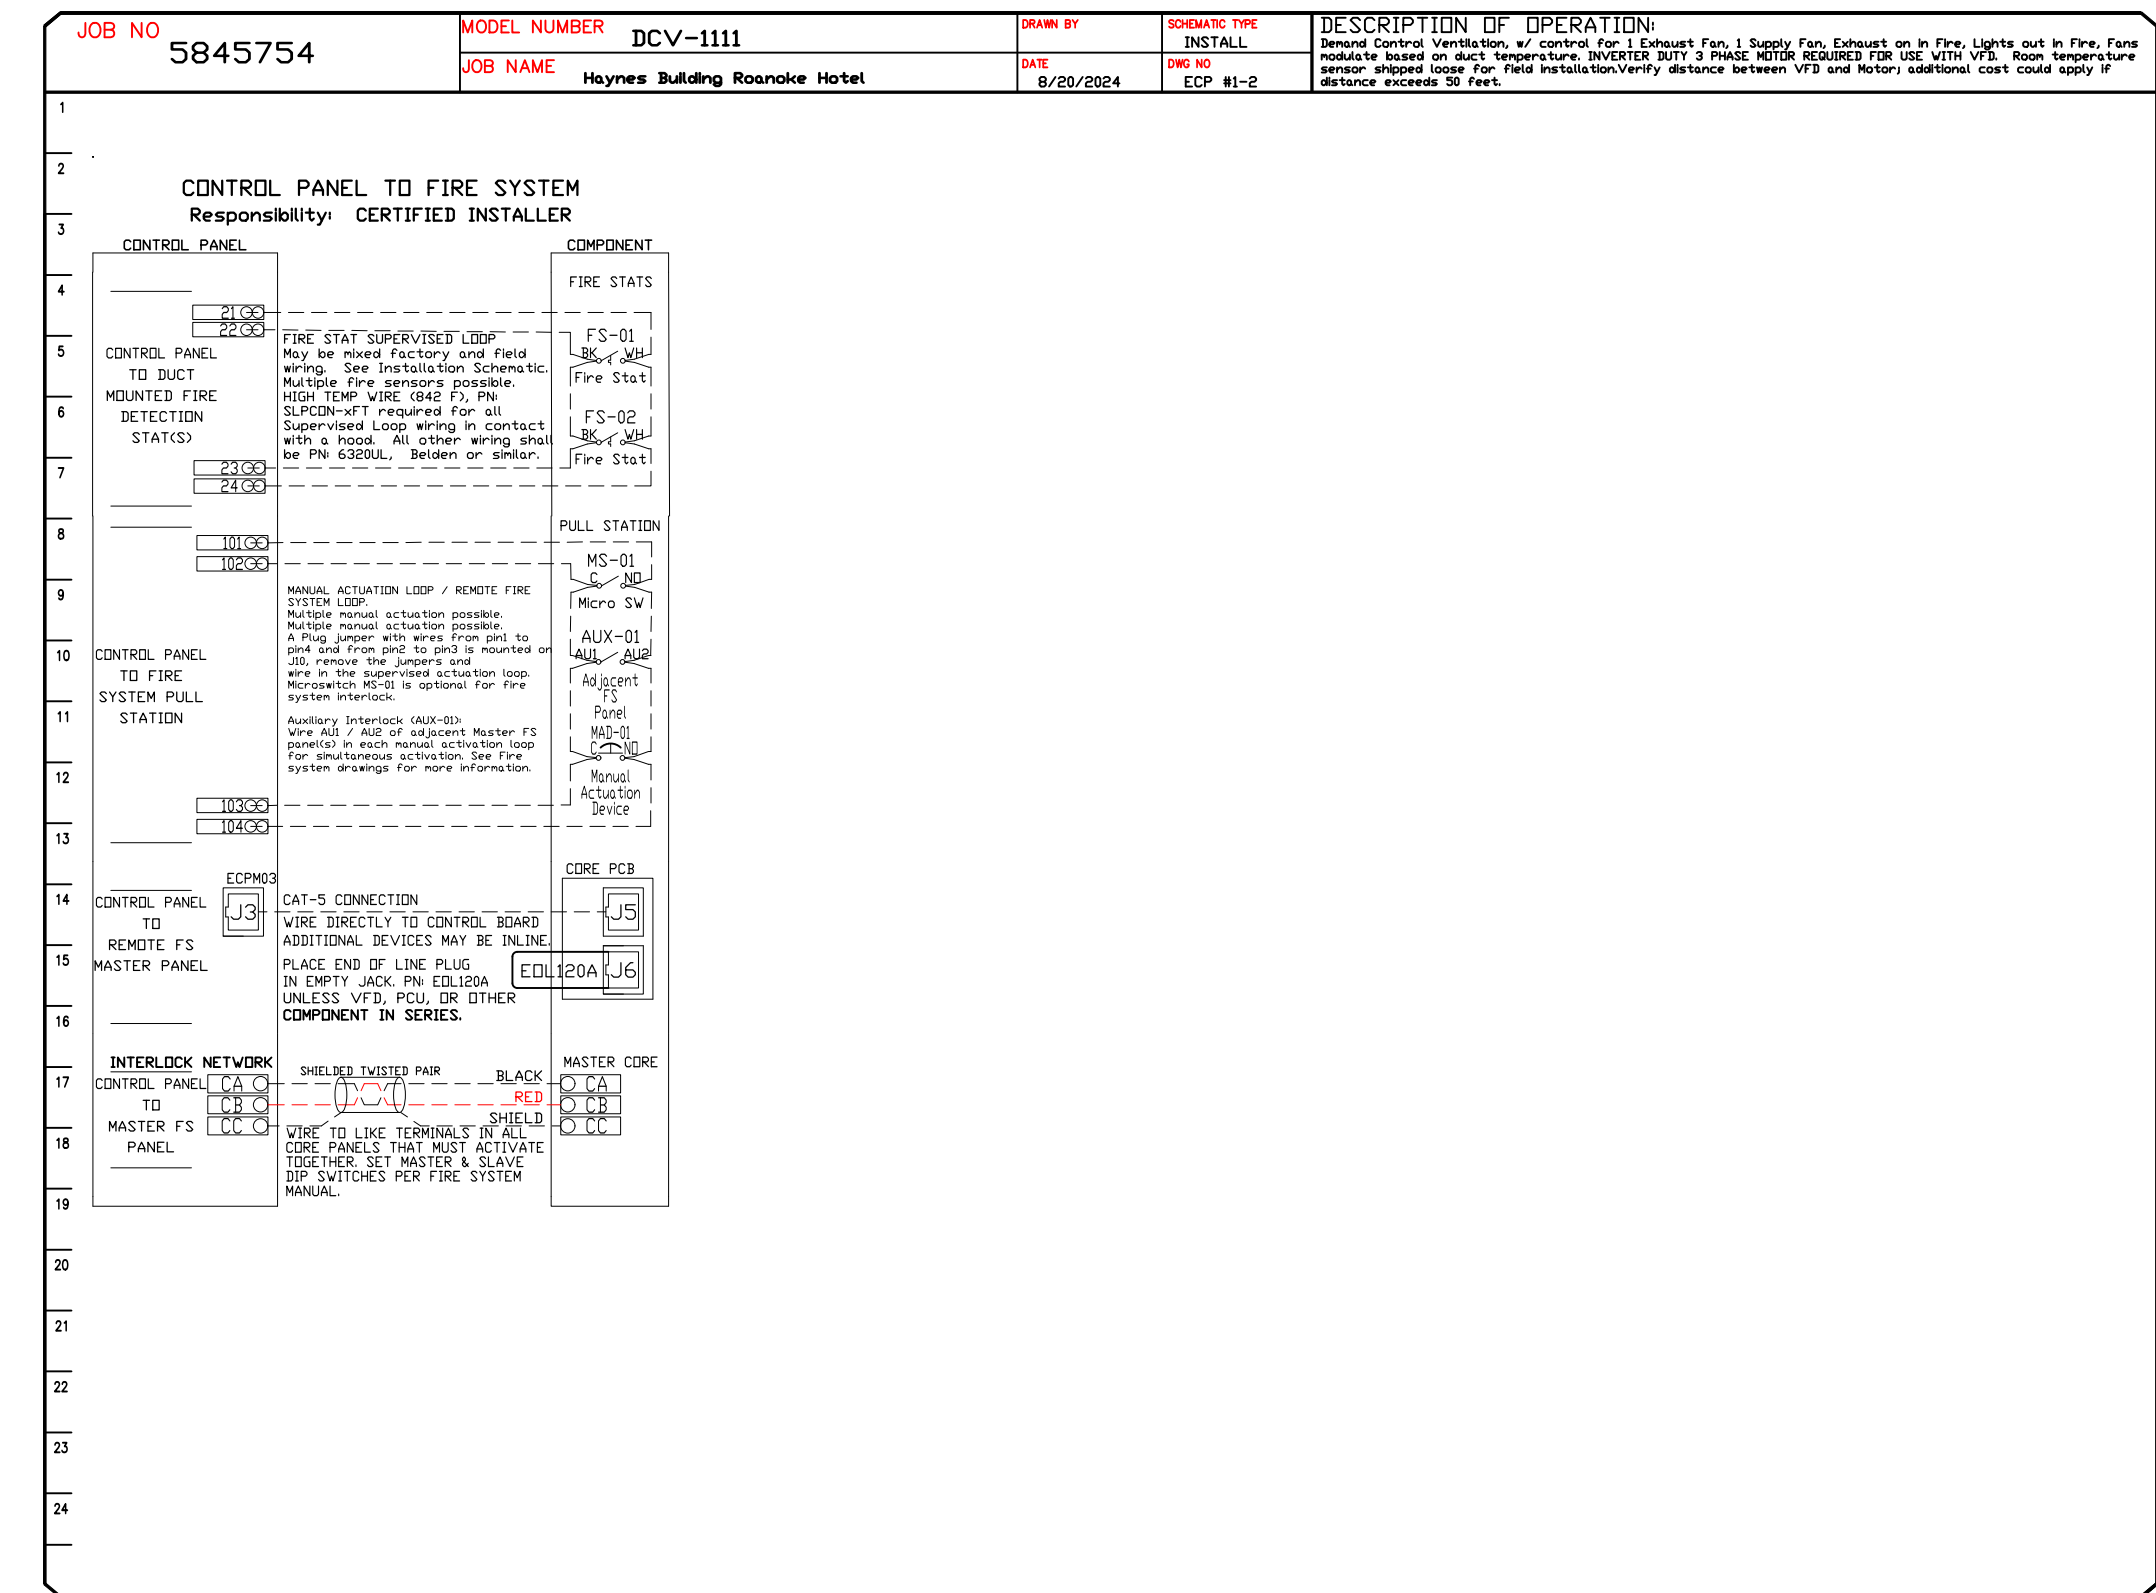 JOB NO
5845754
MODEL NUMBER
DCV-1111
JOB NAME
Haynes Building Roanoke Hotel
DRAWN BY
DATE
8/20/2024
SCHEMATIC TYPE
INSTALL
DWG NO
ECP #1-2
DESCRIPTION OF OPERATION:
Demand Control Ventilation, w/ control for 1 Exhaust Fan, 1 Supply Fan, Exhaust on in Fire, Lights out in Fire, Fans
modulate based on duct temperature. INVERTER DUTY 3 PHASE MOTOR REQUIRED FOR USE WITH VFD. Room temperature
sensor shipped loose for field installation.Verify distance between VFD and Motor; additional cost could apply if
distance exceeds 50 feet.
1
2
3
4
5
6
7
8
9
10
11
12
13
14
15
16
17
18
19
20
21
22
23
24
CONTROL PANEL TO FIRE SYSTEM
Responsibility: CERTIFIED INSTALLER
CONTROL PANEL
COMPONENT
21
22
CONTROL PANEL
TO DUCT
MOUNTED FIRE
DETECTION
STAT(S)
23
24
FIRE STAT SUPERVISED LOOP
May be mixed factory and field
wiring. See Installation Schematic.
Multiple fire sensors possible.
HIGH TEMP WIRE (842 F), PN:
SLPCON-xFT required for all
Supervised Loop wiring in contact
with a hood. All other wiring shall
be PN: 6320UL, Belden or similar.
FIRE STATS
FS-01
BK WH
Fire Stat
FS-02
BK WH
Fire Stat
101
102
CONTROL PANEL
TO FIRE
SYSTEM PULL
STATION
103
104
MANUAL ACTUATION LOOP / REMOTE FIRE
SYSTEM LOOP.
Multiple manual actuation possible.
Multiple manual actuation possible.
A Plug jumper with wires from pin1 to
pin4 and from pin2 to pin3 is mounted on
J10, remove the jumpers and
wire in the supervised actuation loop.
Microswitch MS-01 is optional for fire
system interlock.
Auxiliary Interlock (AUX-01):
Wire AU1 / AU2 of adjacent Master FS
panel(s) in each manual activation loop
for simultaneous activation. See Fire
system drawings for more information.
PULL STATION
MS-01
C NO
Micro SW
AUX-01
AU1 AU2
Adjacent
FS
Panel
MAD-01
C NO
Manual
Actuation
Device
ECPM03
J3
CONTROL PANEL
TO
REMOTE FS
MASTER PANEL
CAT-5 CONNECTION
WIRE DIRECTLY TO CONTROL BOARD
ADDITIONAL DEVICES MAY BE INLINE.
PLACE END OF LINE PLUG
IN EMPTY JACK. PN: EOL120A
UNLESS VFD, PCU, OR OTHER
COMPONENT IN SERIES.
CORE PCB
J5
EOL120A
J6
INTERLOCK NETWORK
CONTROL PANEL
TO
MASTER FS
PANEL
CA
CB
CC
SHIELDED TWISTED PAIR
BLACK
RED
SHIELD
WIRE TO LIKE TERMINALS IN ALL
CORE PANELS THAT MUST ACTIVATE
TOGETHER. SET MASTER & SLAVE
DIP SWITCHES PER FIRE SYSTEM
MANUAL.
MASTER CORE
CA
CB
CC